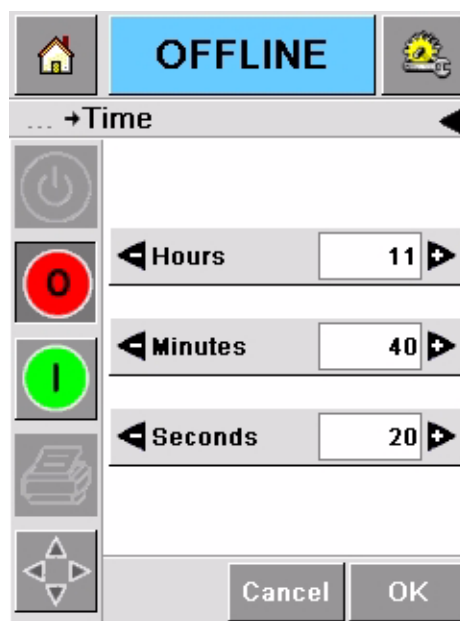 OFFLINE
... →Time
Hours 11
O
Minutes 40
I
Seconds 20
Cancel OK